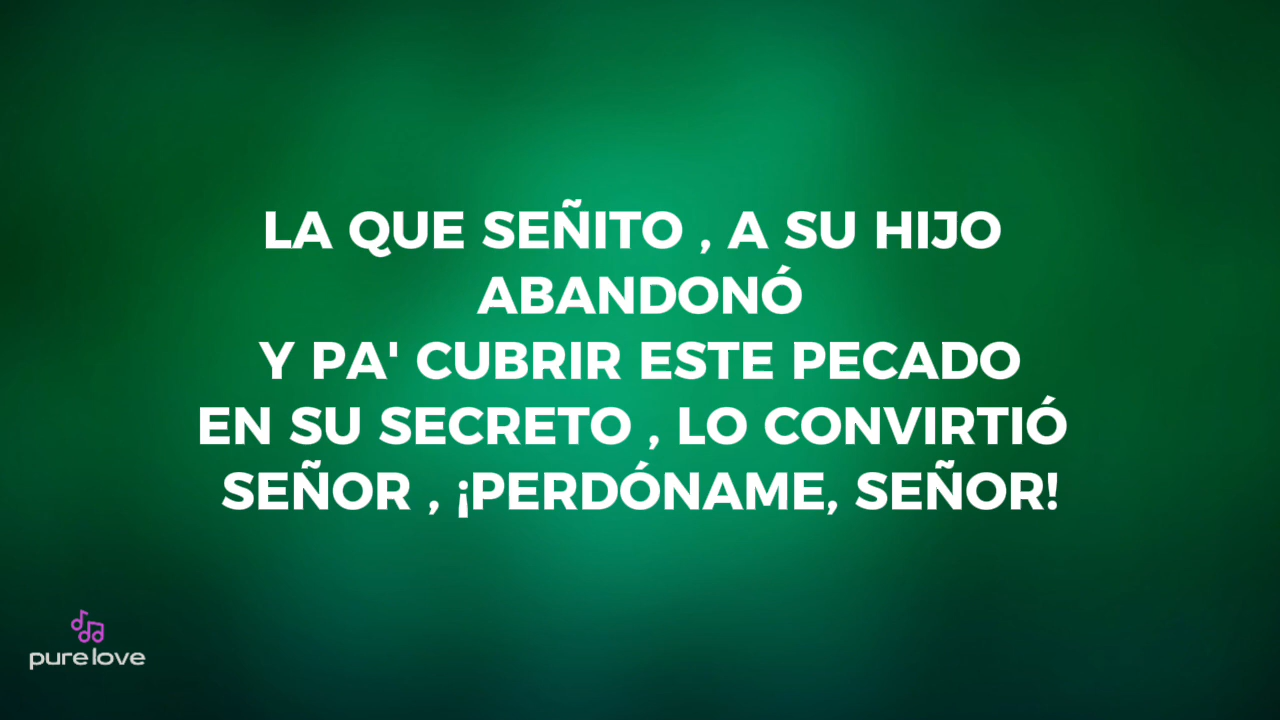 LA QUE SEÑITO , A SU HIJO
ABANDONÓ
Y PA' CUBRIR ESTE PECADO
EN SU SECRETO , LO CONVIRTIÓ
SEÑOR , ¡PERDÓNAME, SEÑOR!
pure love